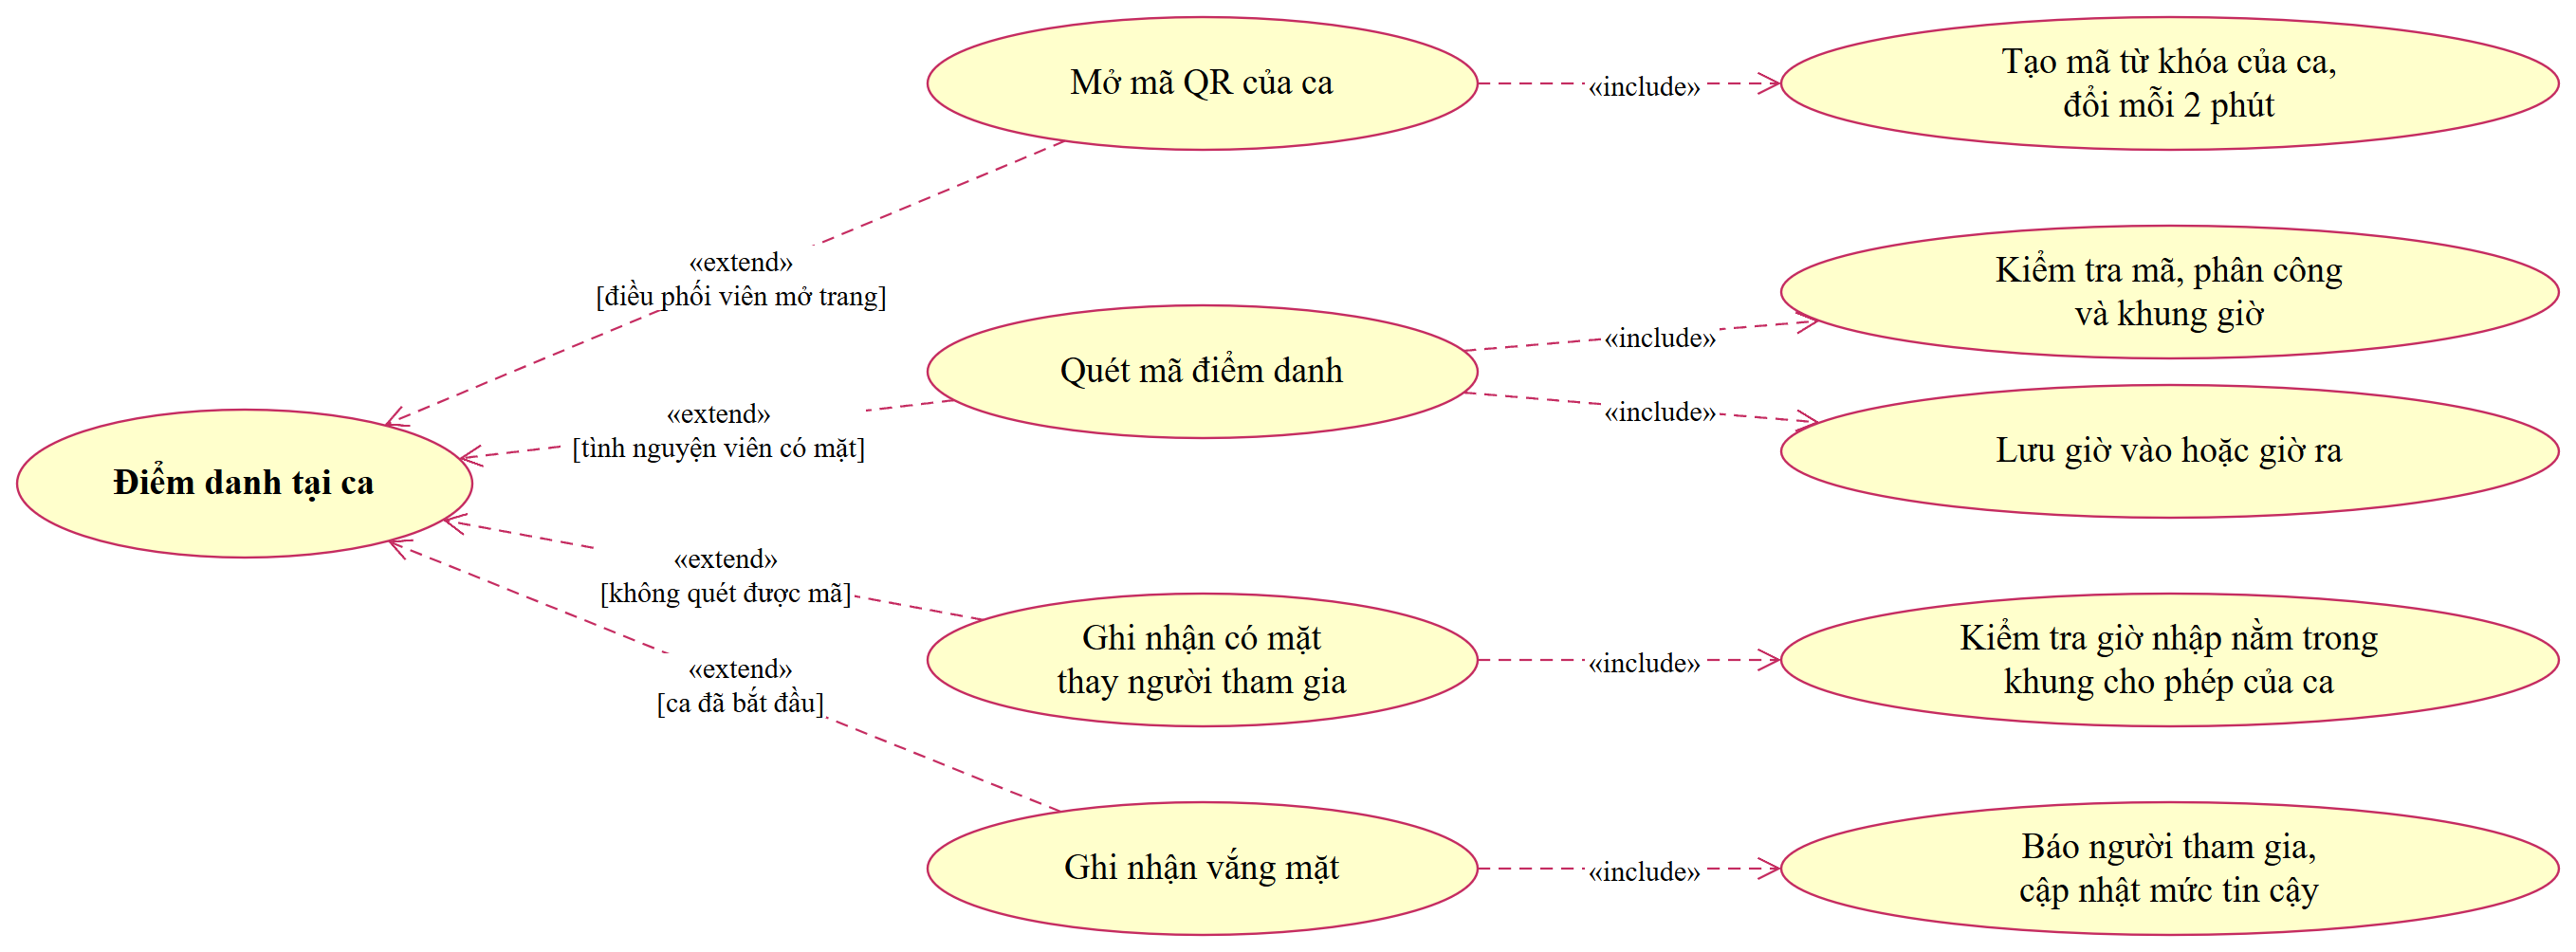 Mở mã QR của ca
«include»
Tạo mã từ khóa của ca,
đổi mỗi 2 phút
«extend»
[điều phối viên mở trang]
Kiểm tra mã, phân công
và khung giờ
«include»
Quét mã điểm danh
«include»
«extend»
[tình nguyện viên có mặt]
Lưu giờ vào hoặc giờ ra
Điểm danh tại ca
«extend»
[không quét được mã]
Ghi nhận có mặt
thay người tham gia
«include»
Kiểm tra giờ nhập nằm trong
khung cho phép của ca
«extend»
[ca đã bắt đầu]
Ghi nhận vắng mặt
«include»
Báo người tham gia,
cập nhật mức tin cậy